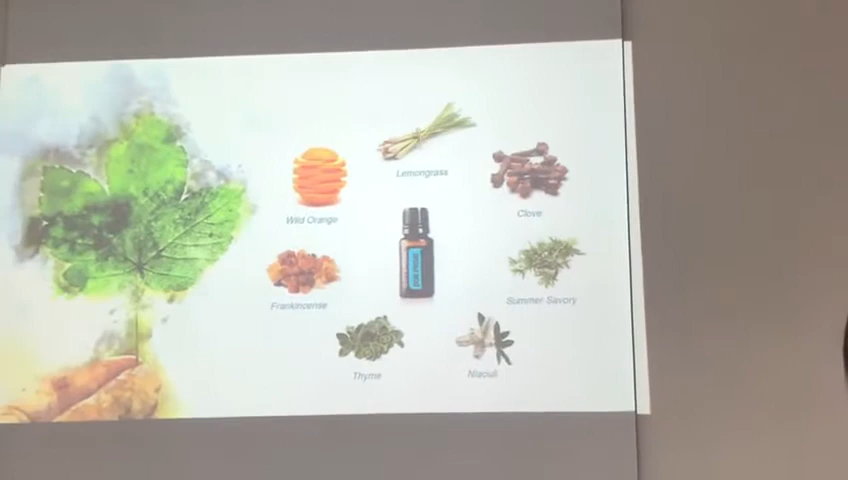 Lemongrass
Wild Orange
Clove
Frankincense
Summer Savory
Thyme
Niaouli